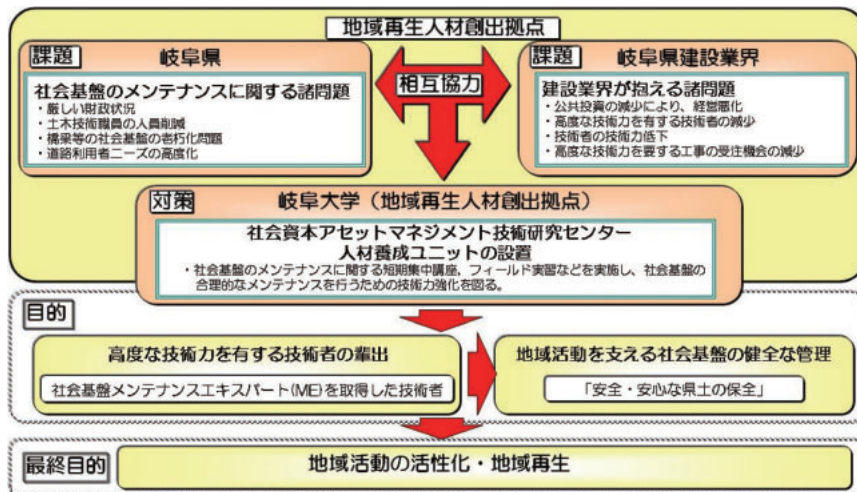 地域再生人材創出拠点
課題
岐阜県
社会基盤のメンテナンスに関する諸問題
・厳しい財政状況
・土木技術職員の人員削減
・橋梁等の社会基盤の老朽化問題
・道路利用者ニーズの高度化
相互協力
課題
岐阜県建設業界
建設業界が抱える諸問題
・公共投資の減少により、経営悪化
・高度な技術力を有する技術者の減少
・技術者の技術力低下
・高度な技術力を要する工事の受注機会の減少
対策
岐阜大学（地域再生人材創出拠点）
社会資本アセットマネジメント技術研究センター
人材養成ユニットの設置
・社会基盤のメンテナンスに関する短期集中講座、フィールド実習などを実施し、社会基盤の
合理的なメンテナンスを行うための技術力強化を図る。
目的
高度な技術力を有する技術者の輩出
社会基盤メンテナンスエキスパート(ME)を取得した技術者
地域活動を支える社会基盤の健全な管理
「安全・安心な県土の保全」
最終目的
地域活動の活性化・地域再生